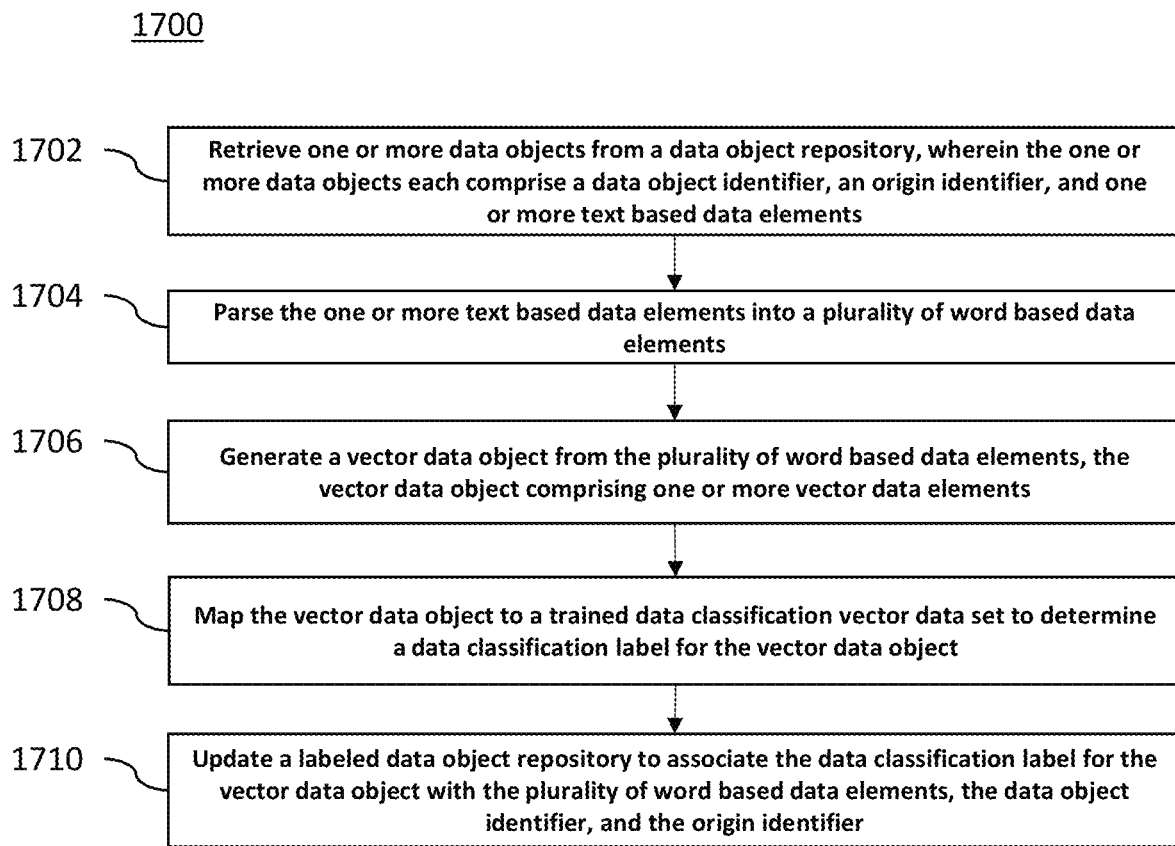 1700
1702
Retrieve one or more data objects from a data object repository, wherein the one or
more data objects each comprise a data object identifier, an origin identifier, and one
or more text based data elements
1704
Parse the one or more text based data elements into a plurality of word based data
elements
1706
Generate a vector data object from the plurality of word based data elements, the
vector data object comprising one or more vector data elements
1708
Map the vector data object to a trained data classification vector data set to determine
a data classification label for the vector data object
1710
Update a labeled data object repository to associate the data classification label for the
vector data object with the plurality of word based data elements, the data object
identifier, and the origin identifier